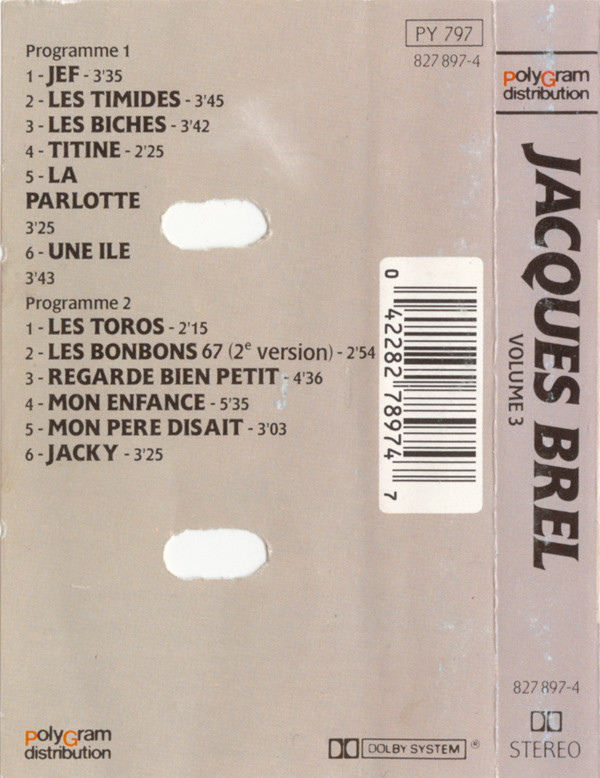 Programme 1
1 - JEF - 3'35
2 - LES TIMIDES - 3'45
3 - LES BICHES - 3'42
4 - TITINE - 2'25
5 - LA
PARLOTTE
3'25
6 - UNE ILE
3'43
Programme 2
1 - LES TOROS - 2'15
2 - LES BONBONS 67 (2e version) - 2'54
3 - REGARDE BIEN PETIT - 4'36
4 - MON ENFANCE - 5'35
5 - MON PERE DISAIT - 3'03
6 - JACKY - 3'25
PolyGram
distribution
PY 797
827 897-4
0 42282 78974 7
DOLBY SYSTEM ®
PolyGram
distribution
JACQUES BREL
VOLUME 3
827 897-4
STEREO